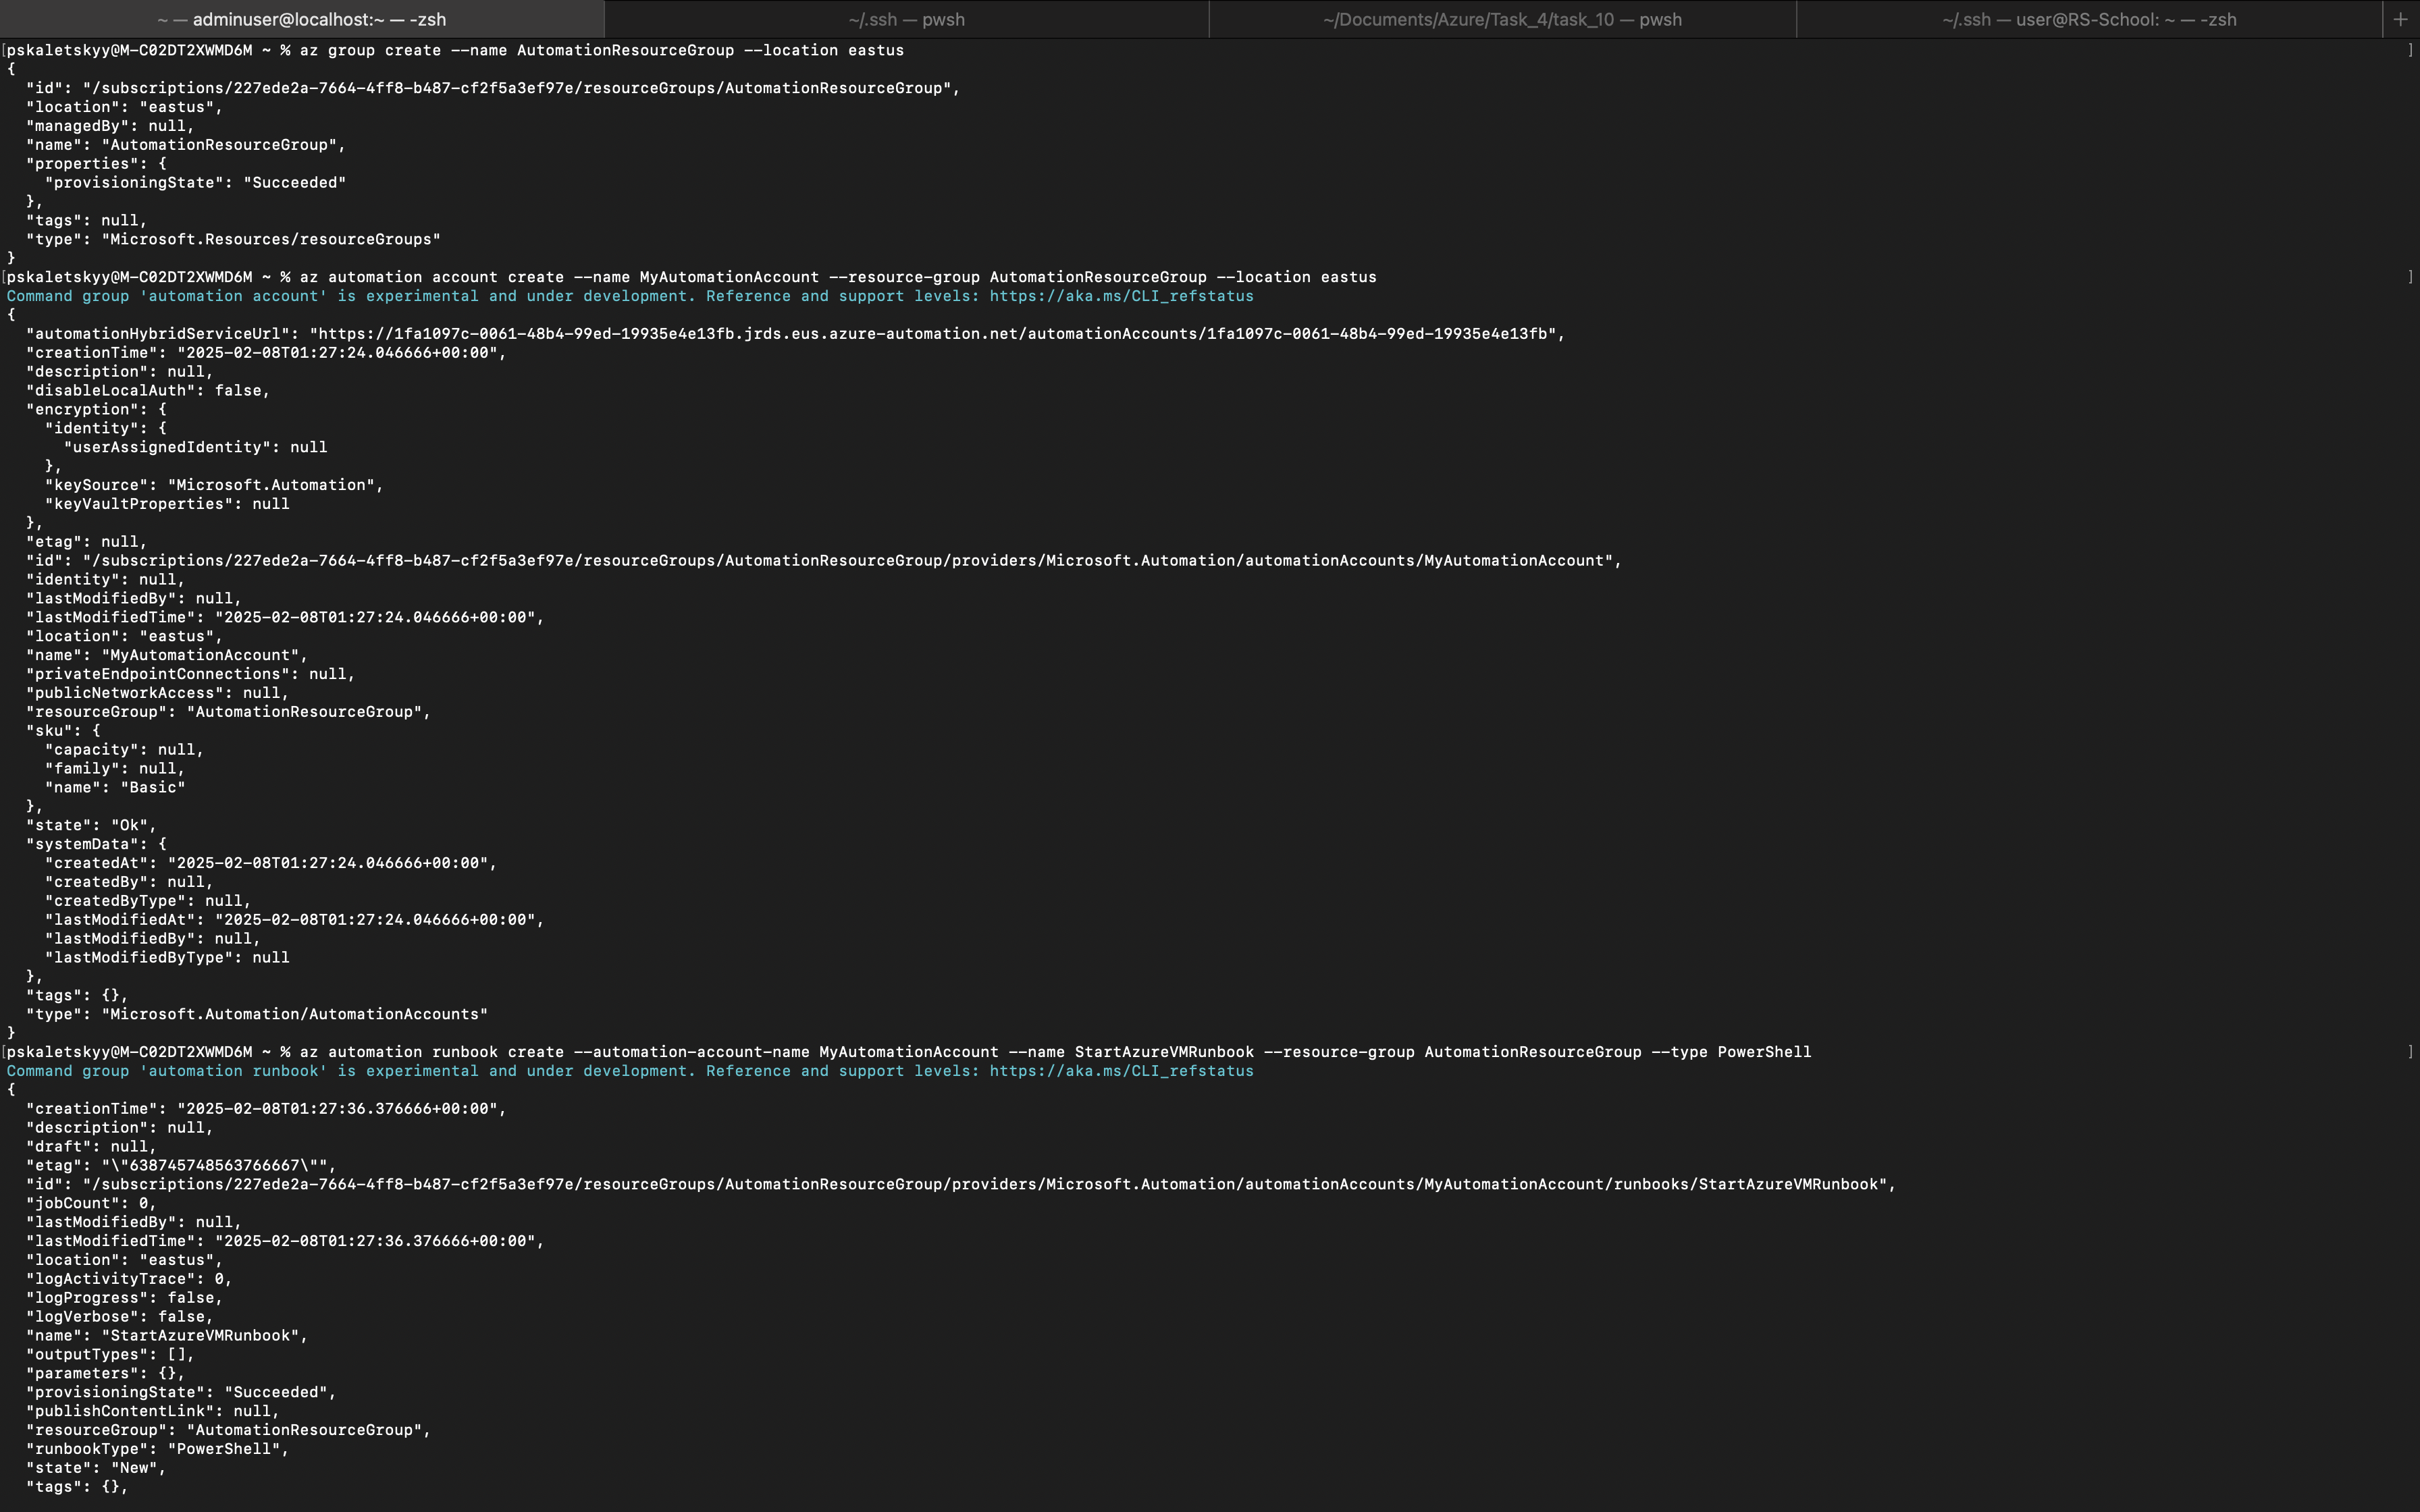 ~ — adminuser@localhost:~ — -zsh
~/.ssh — pwsh
~/Documents/Azure/Task_4/task_10 — pwsh
~/.ssh — user@RS-School: ~ — -zsh
+
[pskaletskyy@M-C02DT2XWMD6M ~ % az group create --name AutomationResourceGroup --location eastus ]
{
  "id": "/subscriptions/227ede2a-7664-4ff8-b487-cf2f5a3ef97e/resourceGroups/AutomationResourceGroup",
  "location": "eastus",
  "managedBy": null,
  "name": "AutomationResourceGroup",
  "properties": {
    "provisioningState": "Succeeded"
  },
  "tags": null,
  "type": "Microsoft.Resources/resourceGroups"
}
[pskaletskyy@M-C02DT2XWMD6M ~ % az automation account create --name MyAutomationAccount --resource-group AutomationResourceGroup --location eastus ]
Command group 'automation account' is experimental and under development. Reference and support levels: https://aka.ms/CLI_refstatus
{
  "automationHybridServiceUrl": "https://1fa1097c-0061-48b4-99ed-19935e4e13fb.jrds.eus.azure-automation.net/automationAccounts/1fa1097c-0061-48b4-99ed-19935e4e13fb",
  "creationTime": "2025-02-08T01:27:24.046666+00:00",
  "description": null,
  "disableLocalAuth": false,
  "encryption": {
    "identity": {
      "userAssignedIdentity": null
    },
    "keySource": "Microsoft.Automation",
    "keyVaultProperties": null
  },
  "etag": null,
  "id": "/subscriptions/227ede2a-7664-4ff8-b487-cf2f5a3ef97e/resourceGroups/AutomationResourceGroup/providers/Microsoft.Automation/automationAccounts/MyAutomationAccount",
  "identity": null,
  "lastModifiedBy": null,
  "lastModifiedTime": "2025-02-08T01:27:24.046666+00:00",
  "location": "eastus",
  "name": "MyAutomationAccount",
  "privateEndpointConnections": null,
  "publicNetworkAccess": null,
  "resourceGroup": "AutomationResourceGroup",
  "sku": {
    "capacity": null,
    "family": null,
    "name": "Basic"
  },
  "state": "Ok",
  "systemData": {
    "createdAt": "2025-02-08T01:27:24.046666+00:00",
    "createdBy": null,
    "createdByType": null,
    "lastModifiedAt": "2025-02-08T01:27:24.046666+00:00",
    "lastModifiedBy": null,
    "lastModifiedByType": null
  },
  "tags": {},
  "type": "Microsoft.Automation/AutomationAccounts"
}
[pskaletskyy@M-C02DT2XWMD6M ~ % az automation runbook create --automation-account-name MyAutomationAccount --name StartAzureVMRunbook --resource-group AutomationResourceGroup --type PowerShell ]
Command group 'automation runbook' is experimental and under development. Reference and support levels: https://aka.ms/CLI_refstatus
{
  "creationTime": "2025-02-08T01:27:36.376666+00:00",
  "description": null,
  "draft": null,
  "etag": "\"638745748563766667\"",
  "id": "/subscriptions/227ede2a-7664-4ff8-b487-cf2f5a3ef97e/resourceGroups/AutomationResourceGroup/providers/Microsoft.Automation/automationAccounts/MyAutomationAccount/runbooks/StartAzureVMRunbook",
  "jobCount": 0,
  "lastModifiedBy": null,
  "lastModifiedTime": "2025-02-08T01:27:36.376666+00:00",
  "location": "eastus",
  "logActivityTrace": 0,
  "logProgress": false,
  "logVerbose": false,
  "name": "StartAzureVMRunbook",
  "outputTypes": [],
  "parameters": {},
  "provisioningState": "Succeeded",
  "publishContentLink": null,
  "resourceGroup": "AutomationResourceGroup",
  "runbookType": "PowerShell",
  "state": "New",
  "tags": {},